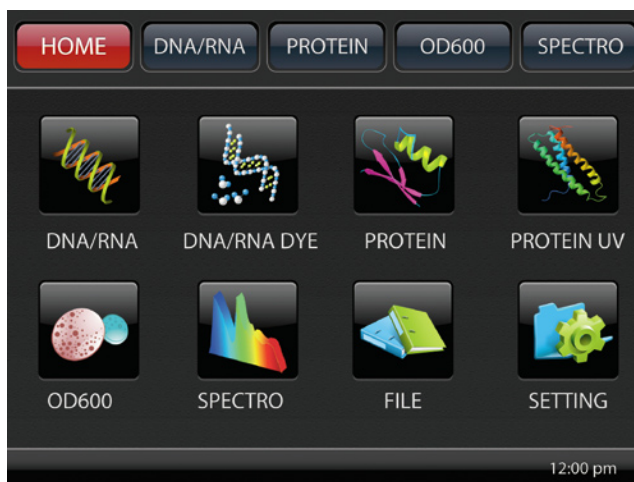 HOME DNA/RNA PROTEIN OD600 SPECTRO
DNA/RNA DNA/RNA DYE PROTEIN PROTEIN UV
OD600 SPECTRO FILE SETTING
12:00 pm